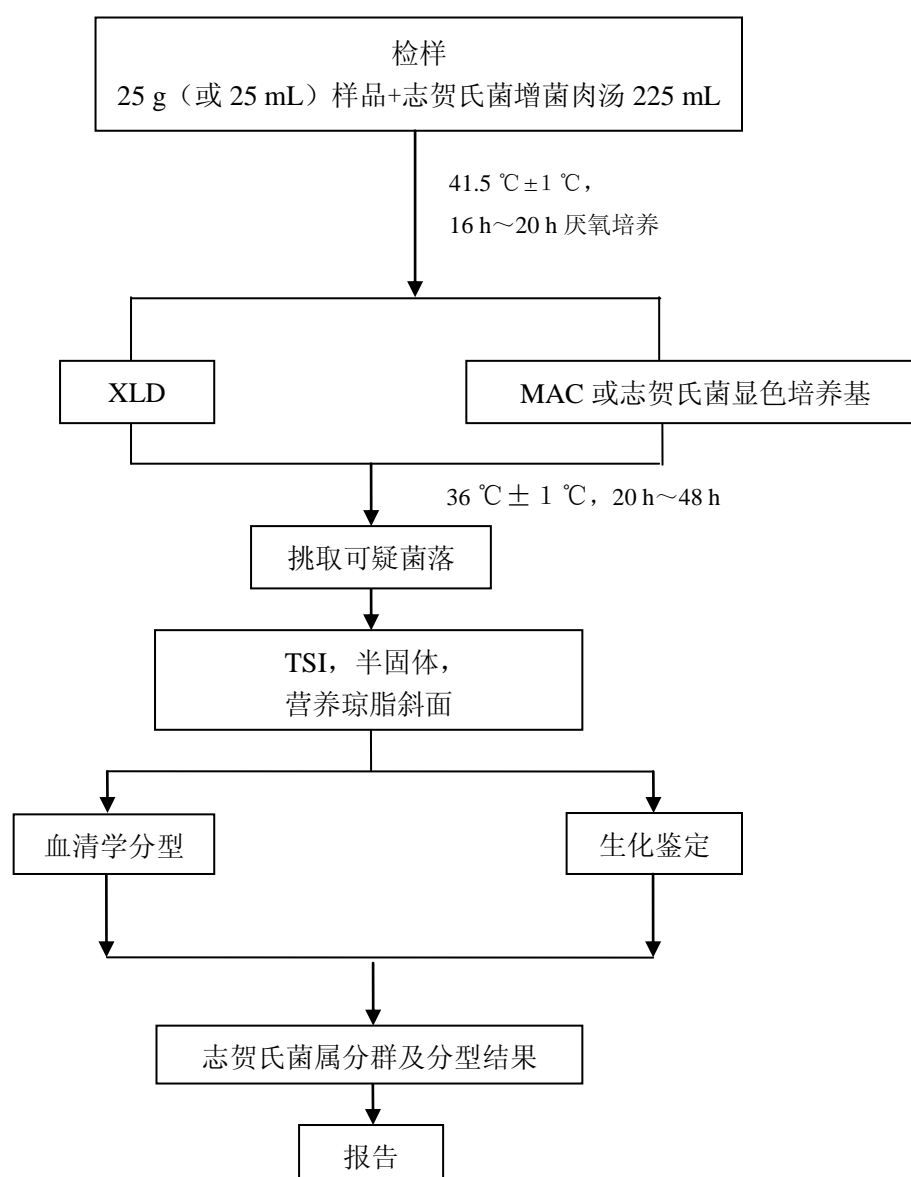 检样
25 g（或 25 mL）样品+志贺氏菌增菌肉汤 225 mL
41.5 ℃±１ ℃，
16 h～20 h 厌氧培养
XLD
MAC 或志贺氏菌显色培养基
36 ℃± １ ℃，20 h～48 h
挑取可疑菌落
TSI，半固体，
营养琼脂斜面
血清学分型
生化鉴定
志贺氏菌属分群及分型结果
报告